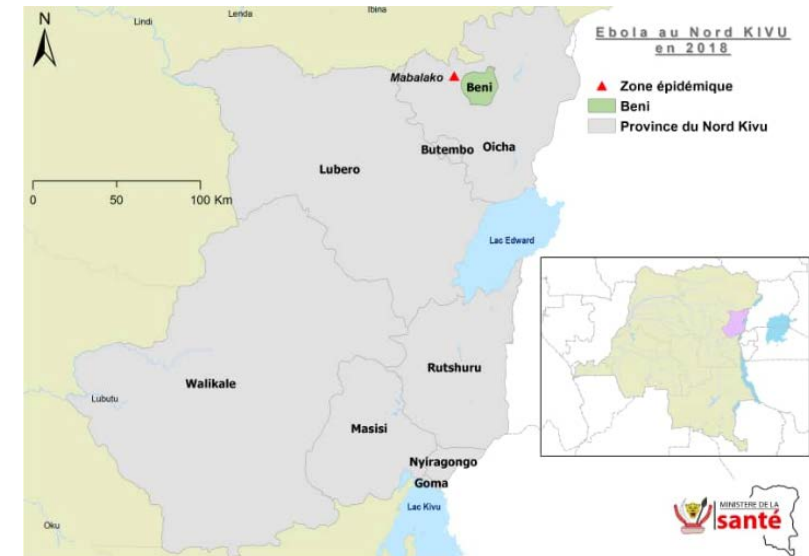 N
Lindi
Lenda
Ibina
Ebola au Nord KIVU
en 2018
Zone épidémique
Beni
Province du Nord Kivu
Mabalako
Beni
Butembo
Oicha
Lubero
0 50 100 Km
Lac Edward
Walikale
Rutshuru
Lubutu
Masisi
Nyiragongo
Goma
Lac Kivu
Oku
MINISTERE DE LA
santé